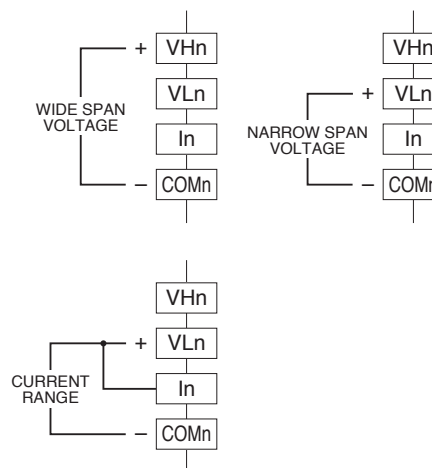 + VHn
VLn
WIDE SPAN
VOLTAGE
In
− COMn
VHn
+ VLn
NARROW SPAN
VOLTAGE
In
− COMn
VHn
+ VLn
CURRENT
RANGE
In
− COMn